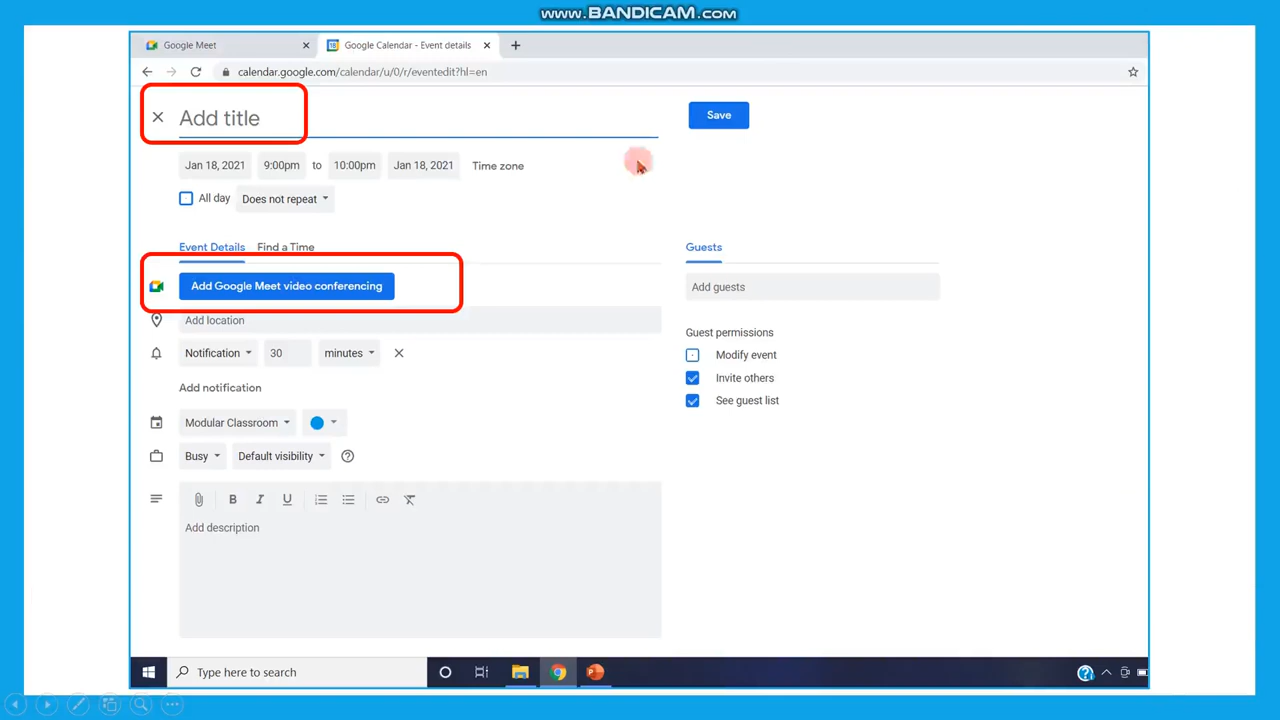 www.BANDICAM.com
Google Meet
Google Calendar - Event details
calendar.google.com/calendar/u/0/r/eventedit?hl=en
Add title
Save
Jan 18, 2021 9:00pm to 10:00pm Jan 18, 2021 Time zone
All day Does not repeat
Event Details Find a Time
Guests
Add Google Meet video conferencing
Add guests
Add location
Guest permissions
Notification 30 minutes
Modify event
Invite others
Add notification
See guest list
Modular Classroom
Busy Default visibility
B I U
Add description
Type here to search